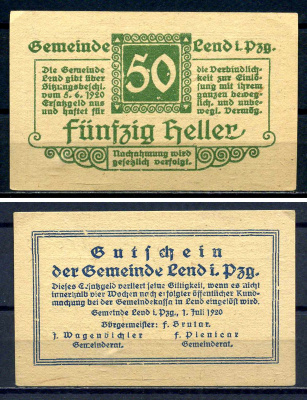 Gemeinde 50 Lend i. Pzg.
Die Gemeinde
Lend gibt über
Sitzungsbeschl.
vom 5. 6. 1920
Ersatzgeld aus
und haftet für
die Verbindlich-
keit zur Einlö-
sung mit ihrem
ganzen beweg-
lich. und unbe-
wegl. Vermög.
Fünfzig Heller
Nachahmung wird
gesetzlich verfolgt.
Gutschein
der Gemeinde Lend i. Pzg.
Dieses Ersatzgeld verliert seine Giltigkeit, wenn es nicht
innerhalb vier Wochen nach erfolgter öffentlicher Kund-
machung bei der Gemeindekassa in Lend eingelöst wird.
Gemeinde Lend i. Pzg., 1. Juli 1920
Bürgermeister: F. Brutar.
J. Wagenbichler F. Plenicar
Gemeinderat. Gemeinderat.